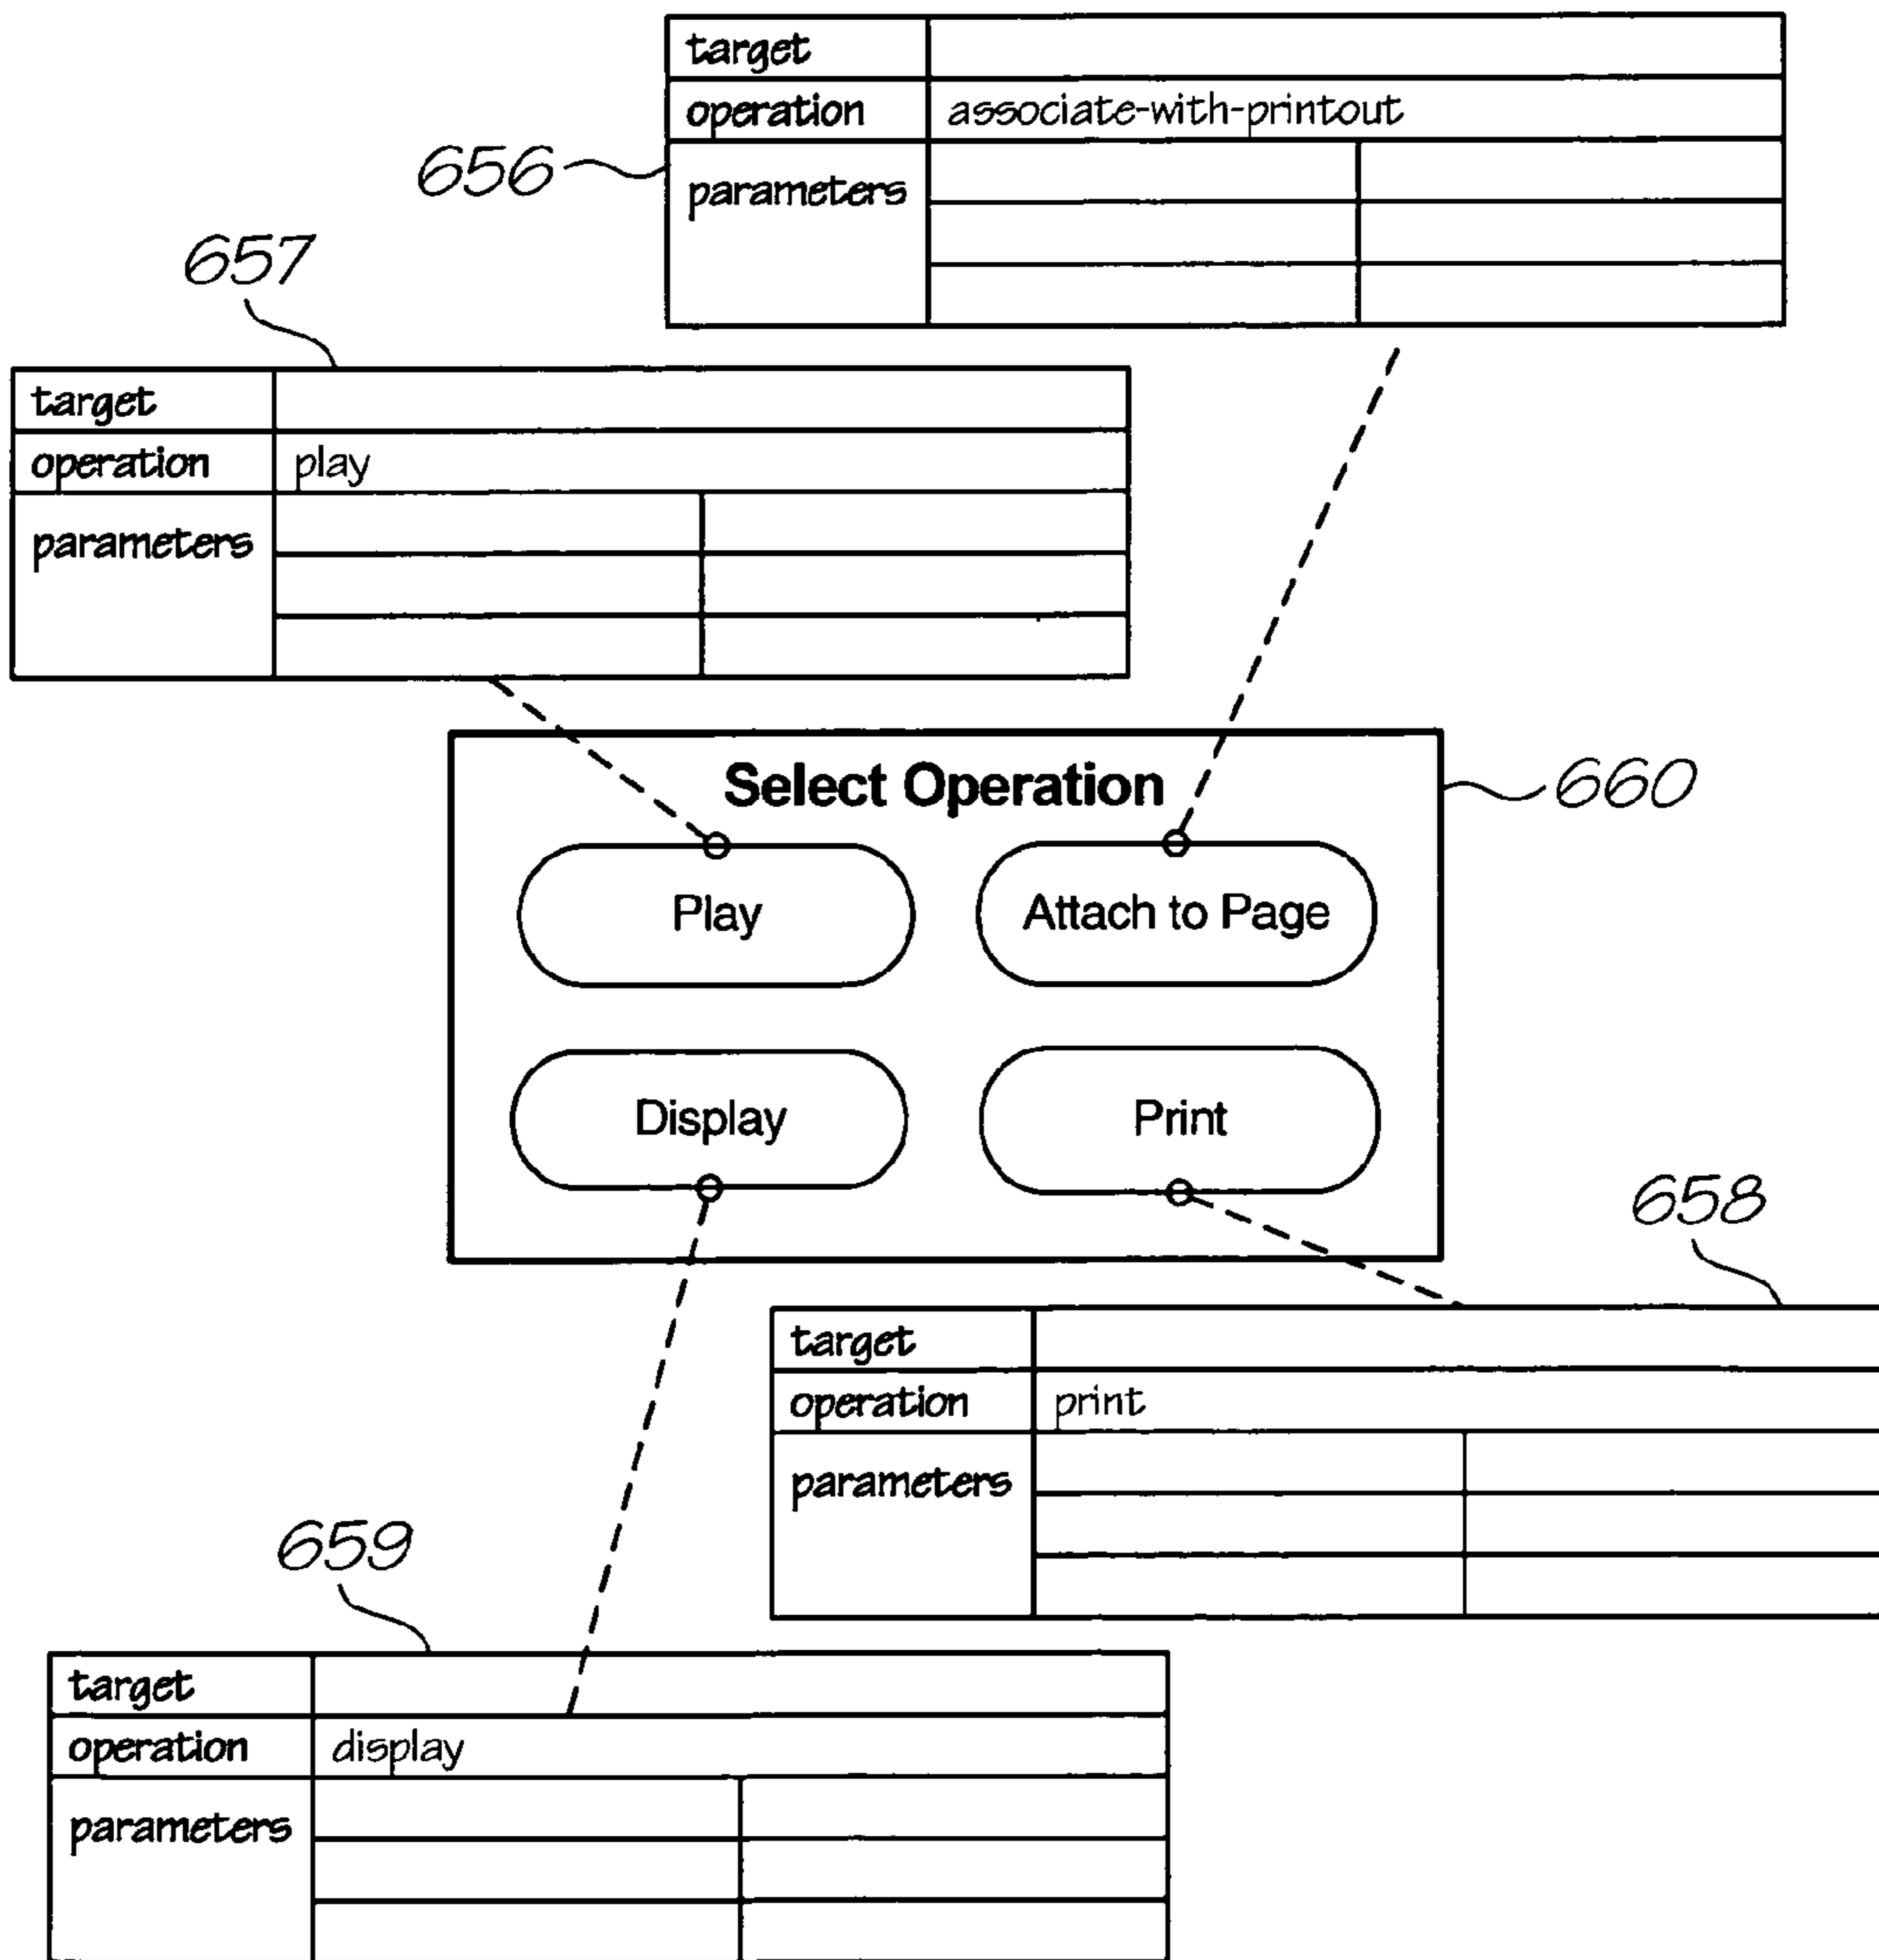 target
operation associate-with-printout
656
parameters
657
target
operation play
parameters
Select Operation
660
Play Attach to Page
Display Print
658
target
operation print
parameters
659
target
operation display
parameters